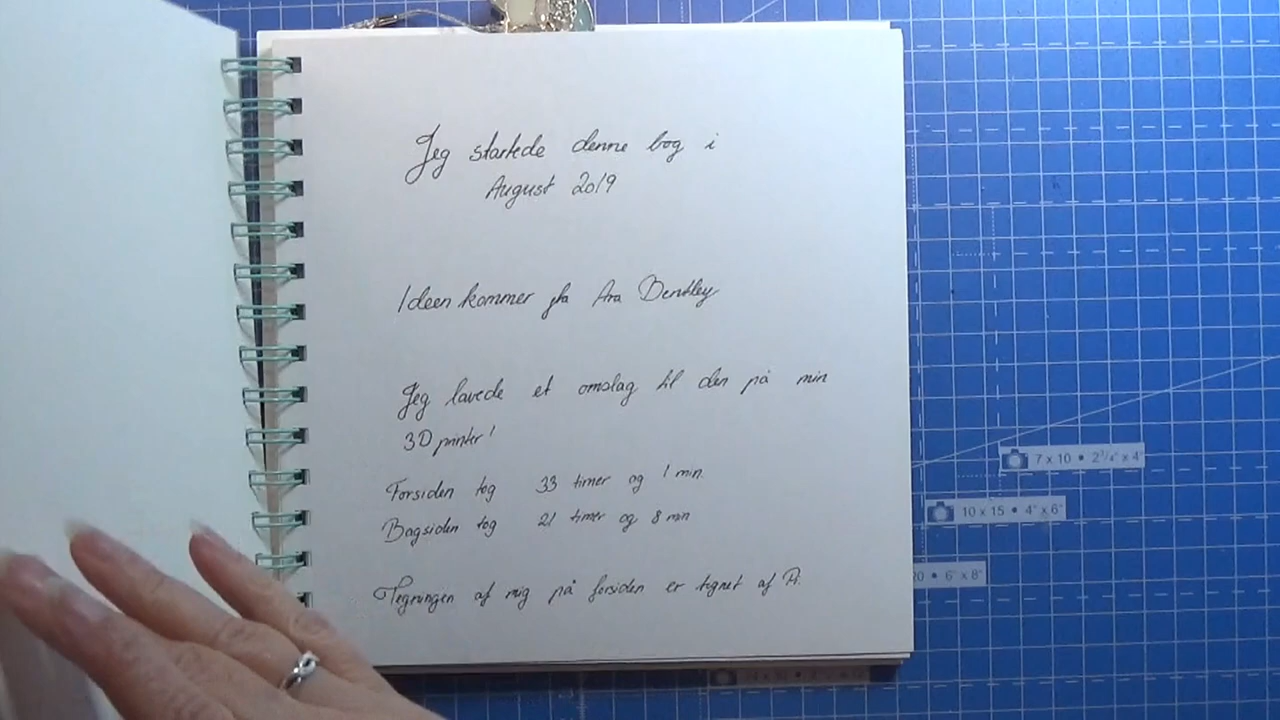 Jeg startede denne bog i
August 2019
Ideen kommer fra Ara Bentley
Jeg lavede et omslag til den på min
3D printer!
Forsiden tog 33 timer og 1 min.
Bagsiden tog 21 timer og 8 min
Tegningen af mig på forsiden er tegnet af
7 x 10 • 2 3/4" x 4"
10 x 15 • 4" x 6"
20 • 6" x 8"